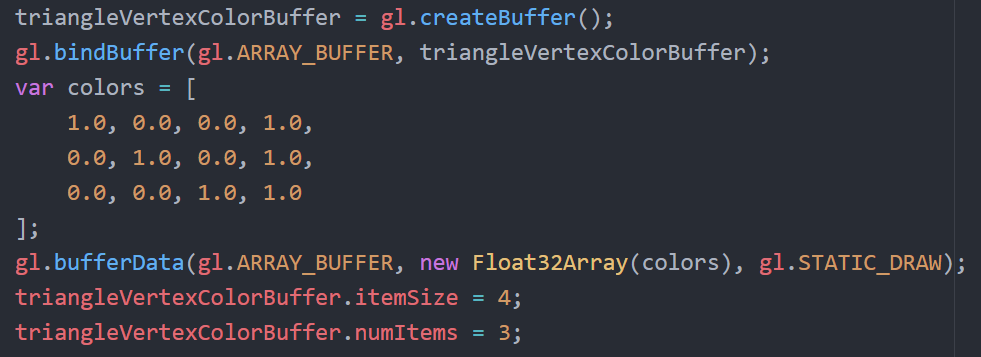 triangleVertexColorBuffer = gl.createBuffer();
gl.bindBuffer(gl.ARRAY_BUFFER, triangleVertexColorBuffer);
var colors = [
    1.0, 0.0, 0.0, 1.0,
    0.0, 1.0, 0.0, 1.0,
    0.0, 0.0, 1.0, 1.0
];
gl.bufferData(gl.ARRAY_BUFFER, new Float32Array(colors), gl.STATIC_DRAW);
triangleVertexColorBuffer.itemSize = 4;
triangleVertexColorBuffer.numItems = 3;